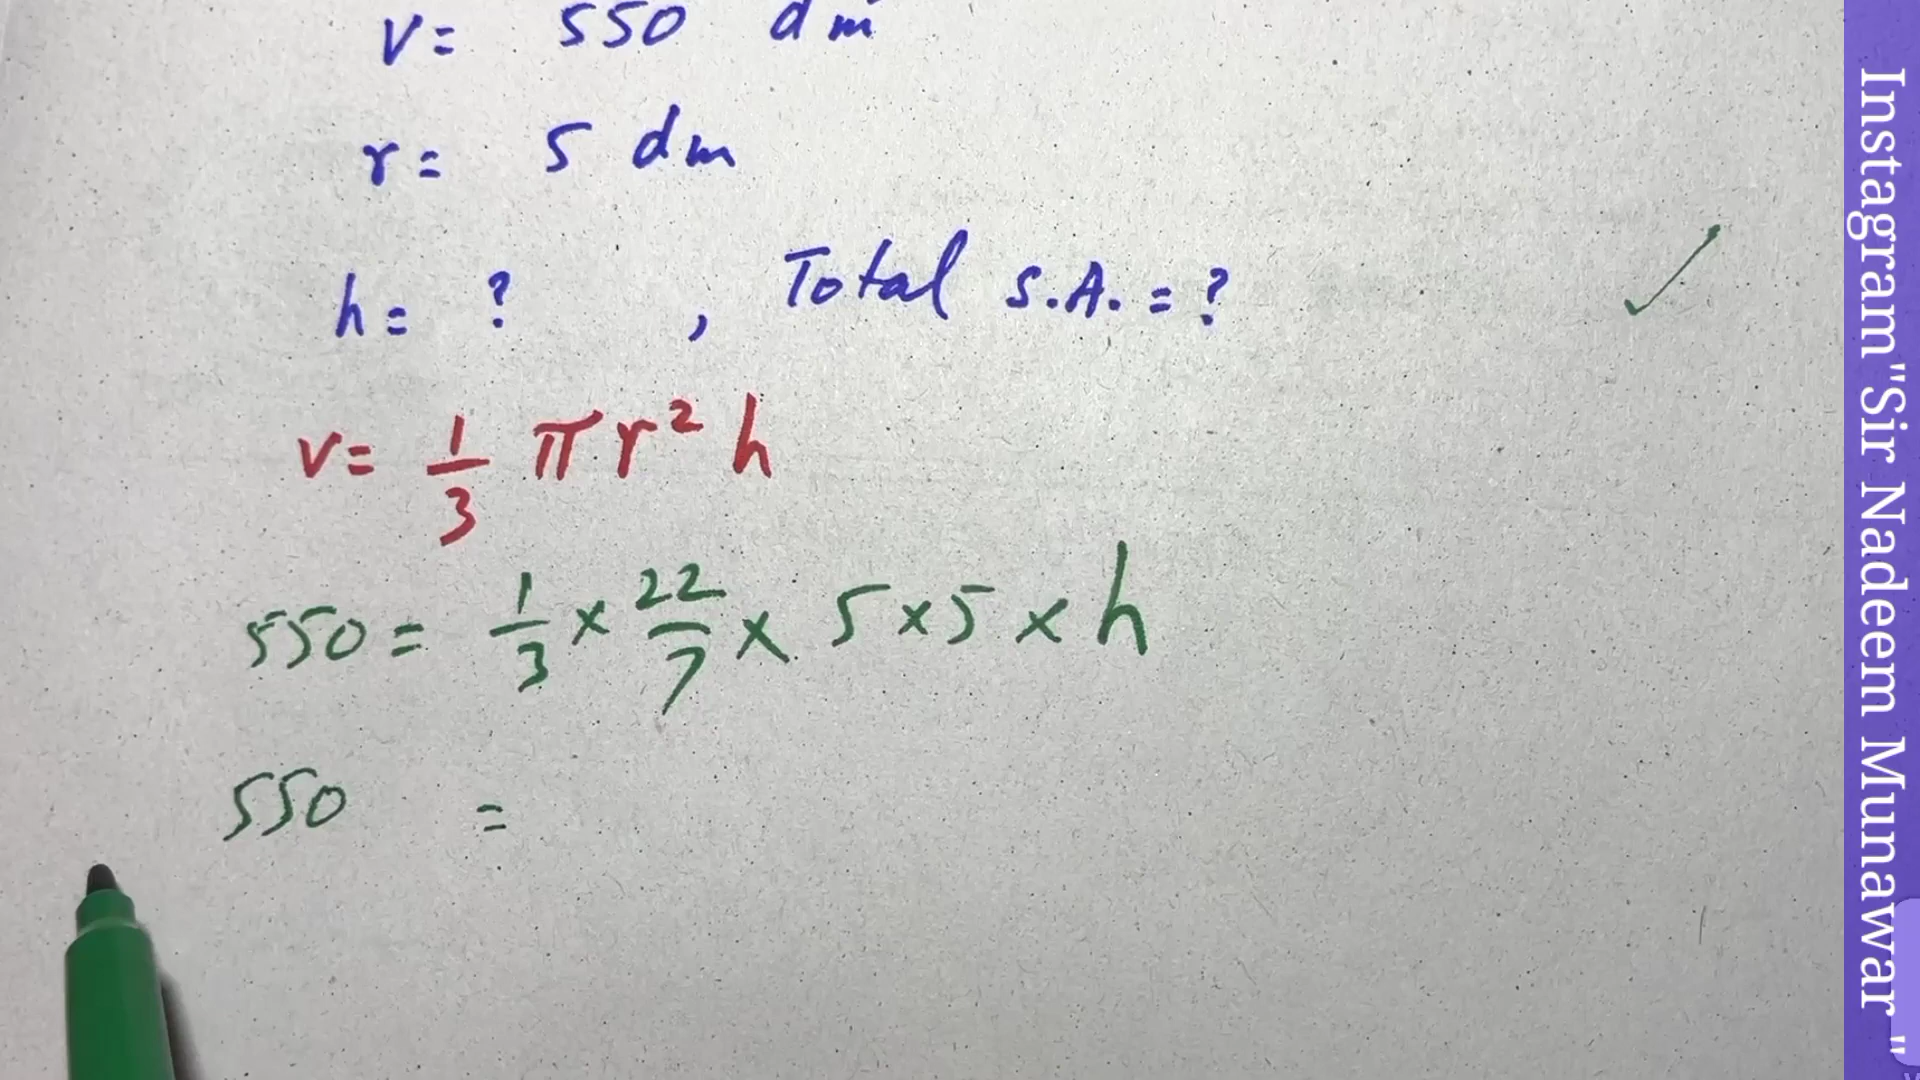 V= 550 dm
r= 5 dm
h= ? , Total S.A. = ?
V= 1/3 πr² h
550 = 1/3 × 22/7 × 5×5 × h
550 =
Instagram"Sir Nadeem Munawar"